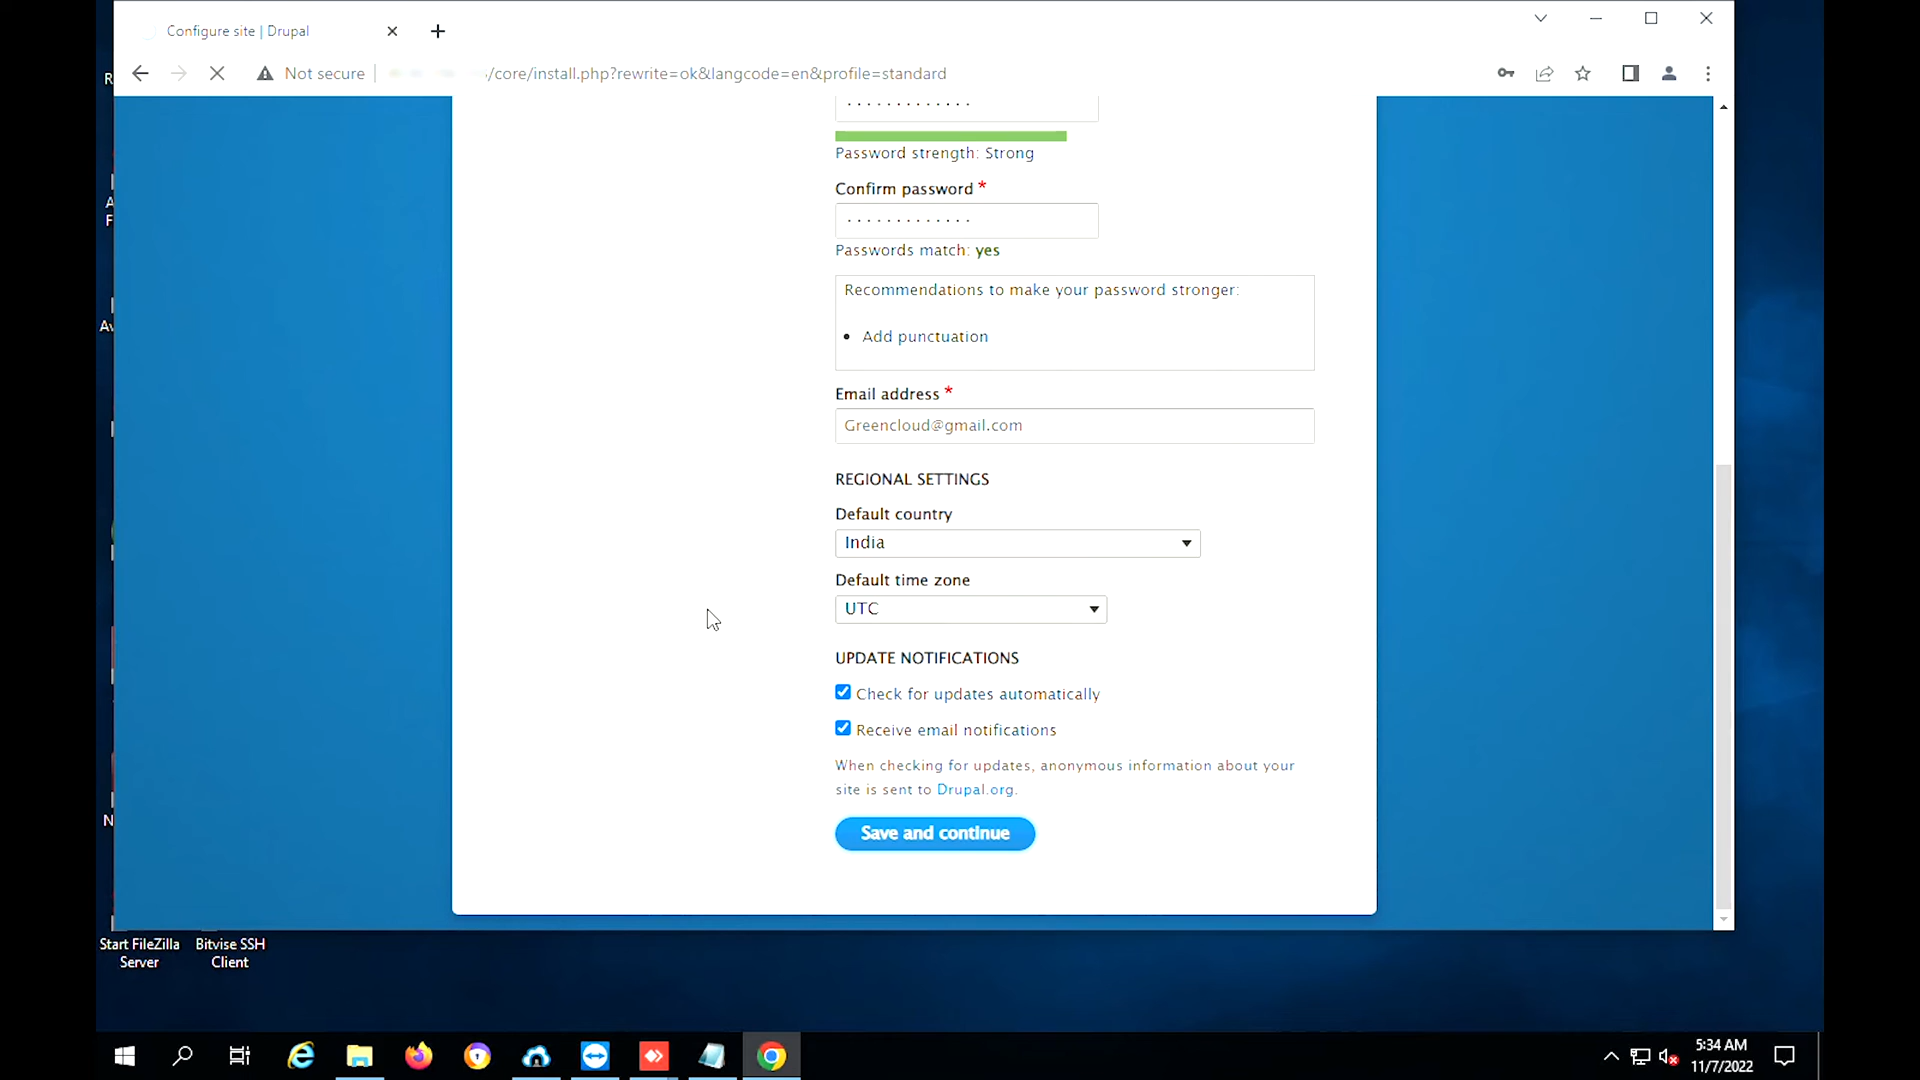 Configure site | Drupal
Not secure
/core/install.php?rewrite=ok&langcode=en&profile=standard
Password strength: Strong
Confirm password *
Passwords match: yes
Recommendations to make your password stronger:
Add punctuation
Email address *
Greencloud@gmail.com
REGIONAL SETTINGS
Default country
India
Default time zone
UTC
UPDATE NOTIFICATIONS
Check for updates automatically
Receive email notifications
When checking for updates, anonymous information about your
site is sent to Drupal.org.
Save and continue
R
A
F
Av
N
Start FileZilla
Server
Bitvise SSH
Client
5:34 AM
11/7/2022